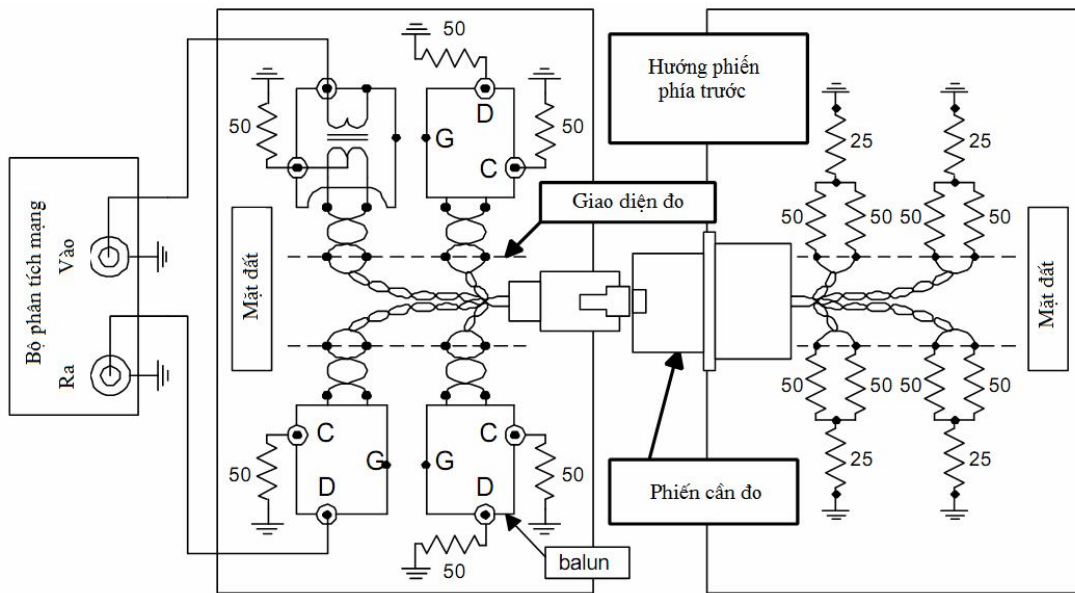 Bộ phân tích mạng
Vào
Ra
50
50
D
G
C
50
Mặt đất
Giao diện đo
C
G
D
50
G
C
D
50
50
balun
Hướng phiến
phía trước
Phiến cần đo
25
25
50
50
50
50
Mặt đất
50
50
50
50
25
25